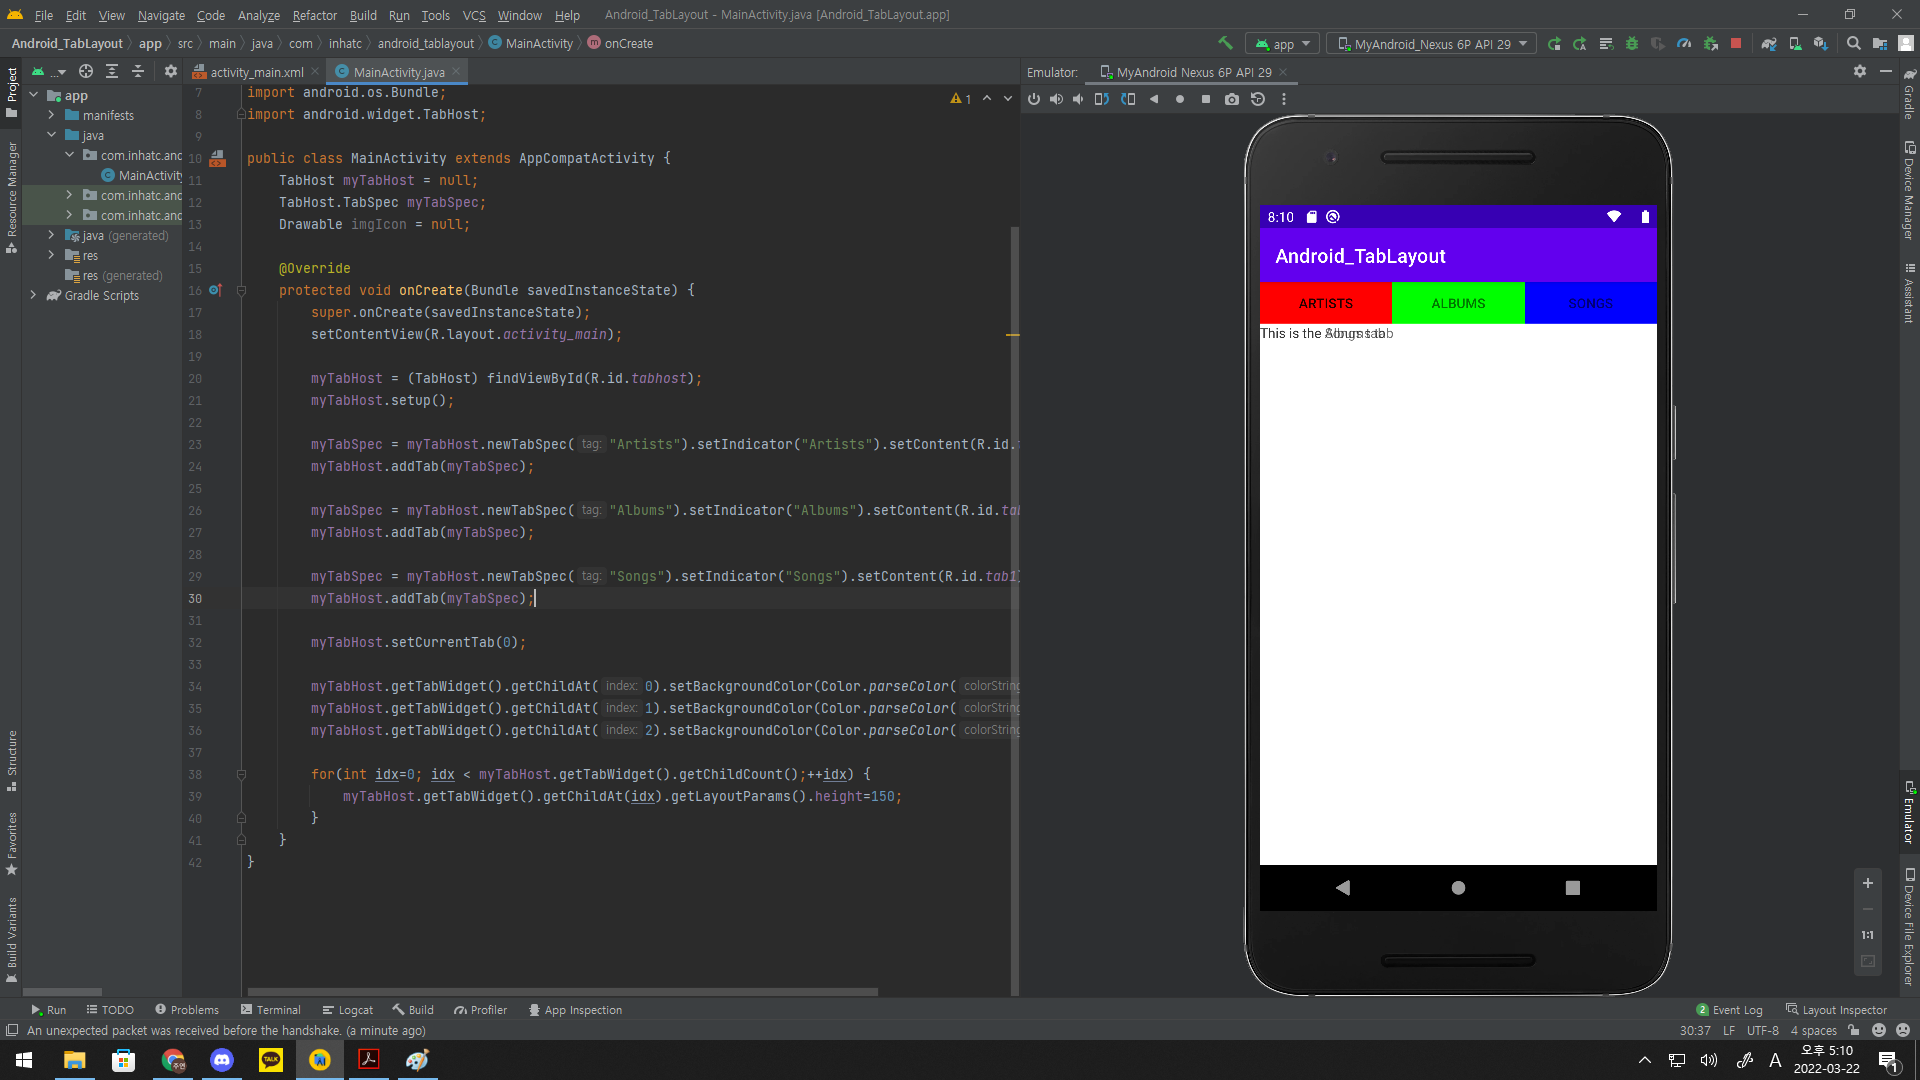 File Edit View Navigate Code Analyze Refactor Build Run Tools VCS Window Help Android_TabLayout - MainActivity.java [Android_TabLayout.app]
Android_TabLayout app src main java com inhatc android_tablayout MainActivity onCreate
app MyAndroid_Nexus 6P API 29
Project
Resource Manager
Structure
Favorites
Build Variants
app
manifests
java
com.inhatc.and
MainActivity
com.inhatc.and
com.inhatc.and
java (generated)
res
res (generated)
Gradle Scripts
activity_main.xml MainActivity.java
1
7 import android.os.Bundle;
8 import android.widget.TabHost;
9
10 public class MainActivity extends AppCompatActivity {
11 TabHost myTabHost = null;
12 TabHost.TabSpec myTabSpec;
13 Drawable imgIcon = null;
14
15 @Override
16 protected void onCreate(Bundle savedInstanceState) {
17 super.onCreate(savedInstanceState);
18 setContentView(R.layout.activity_main);
19
20 myTabHost = (TabHost) findViewById(R.id.tabhost);
21 myTabHost.setup();
22
23 myTabSpec = myTabHost.newTabSpec( tag: "Artists").setIndicator("Artists").setContent(R.id.
24 myTabHost.addTab(myTabSpec);
25
26 myTabSpec = myTabHost.newTabSpec( tag: "Albums").setIndicator("Albums").setContent(R.id.ta
27 myTabHost.addTab(myTabSpec);
28
29 myTabSpec = myTabHost.newTabSpec( tag: "Songs").setIndicator("Songs").setContent(R.id.tab1)
30 myTabHost.addTab(myTabSpec);
31
32 myTabHost.setCurrentTab(0);
33
34 myTabHost.getTabWidget().getChildAt( index: 0).setBackgroundColor(Color.parseColor( colorString
35 myTabHost.getTabWidget().getChildAt( index: 1).setBackgroundColor(Color.parseColor( colorString
36 myTabHost.getTabWidget().getChildAt( index: 2).setBackgroundColor(Color.parseColor( colorString
37
38 for(int idx=0; idx < myTabHost.getTabWidget().getChildCount();++idx) {
39 myTabHost.getTabWidget().getChildAt(idx).getLayoutParams().height=150;
40 }
41 }
42 }
Emulator: MyAndroid Nexus 6P API 29
8:10
Android_TabLayout
ARTISTS ALBUMS SONGS
This is the tab
1:1
Gradle
Device Manager
Assistant
Emulator
Device File Explorer
Run TODO Problems Terminal Logcat Build Profiler App Inspection 2 Event Log Layout Inspector
An unexpected packet was received before the handshake. (a minute ago) 30:37 LF UTF-8 4 spaces
TALK
주연
AI
A 오후 5:10
2022-03-22
1